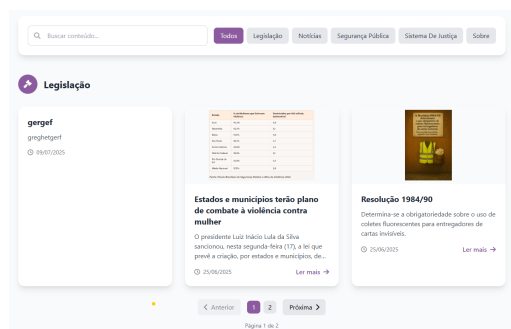 Buscar conteúdo...
Todos
Legislação
Notícias
Segurança Pública
Sistema De Justiça
Sobre
Legislação
gergef
greghetgerf
09/07/2025
Estados e municípios terão plano
de combate à violência contra
mulher
O presidente Luiz Inácio Lula da Silva
sancionou, nesta segunda-feira (17), a lei que
prevê a criação, por estados e municípios, de...
25/06/2025
Ler mais
Resolução 1984/90
Determina-se a obrigatoriedade sobre o uso de
coletes fluorescentes para entregadores de
cartas invisíveis.
25/06/2025
Ler mais
Anterior
1
2
Próxima
Página 1 de 2